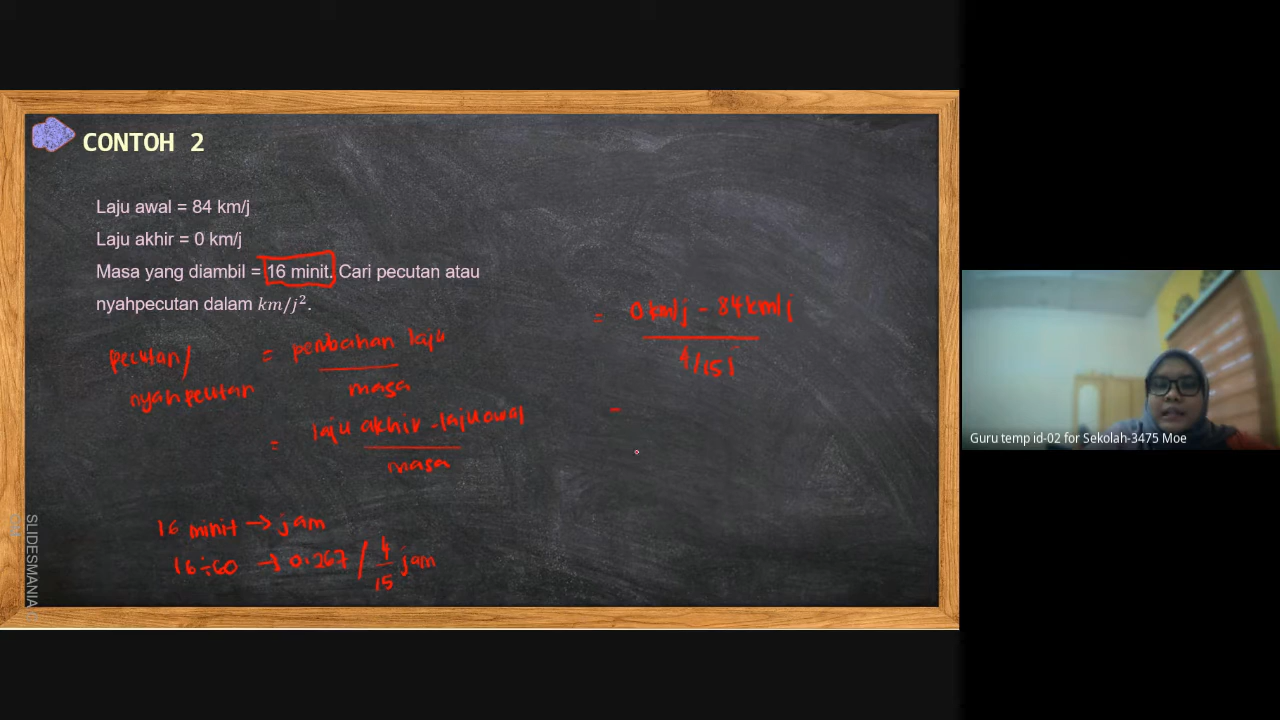 CONTOH 2
Laju awal = 84 km/j
Laju akhir = 0 km/j
Masa yang diambil = 16 minit. Cari pecutan atau
nyahpecutan dalam km/j².
pecutan/
nyahpecutan
= perubahan laju
masa
= laju akhir - laju awal
masa
16 minit → jam
16÷60 → 0.267 / 4
15 jam
= 0 km/j - 84 km/j
4/15 j
-
SLIDESMANIA
Guru temp id-02 for Sekolah-3475 Moe